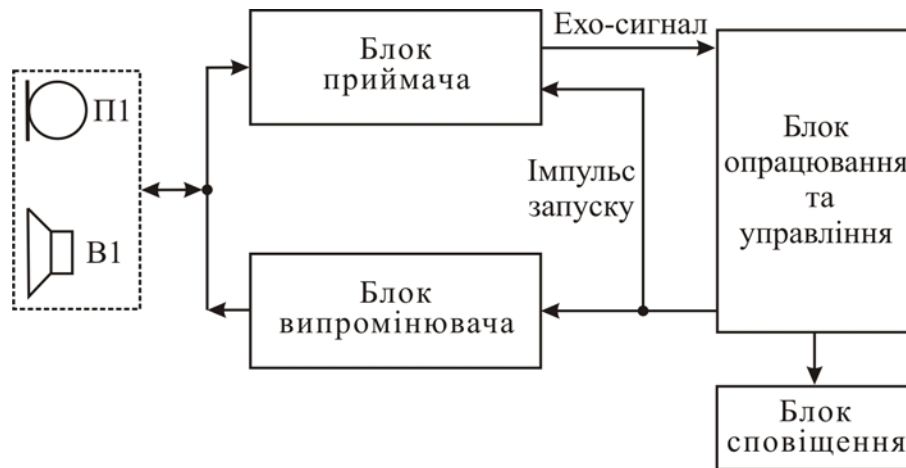 Блок
приймача
Ехо-сигнал
П1
В1
Імпульс
запуску
Блок
опрацювання
та
управління
Блок
випромінювача
Блок
сповіщення